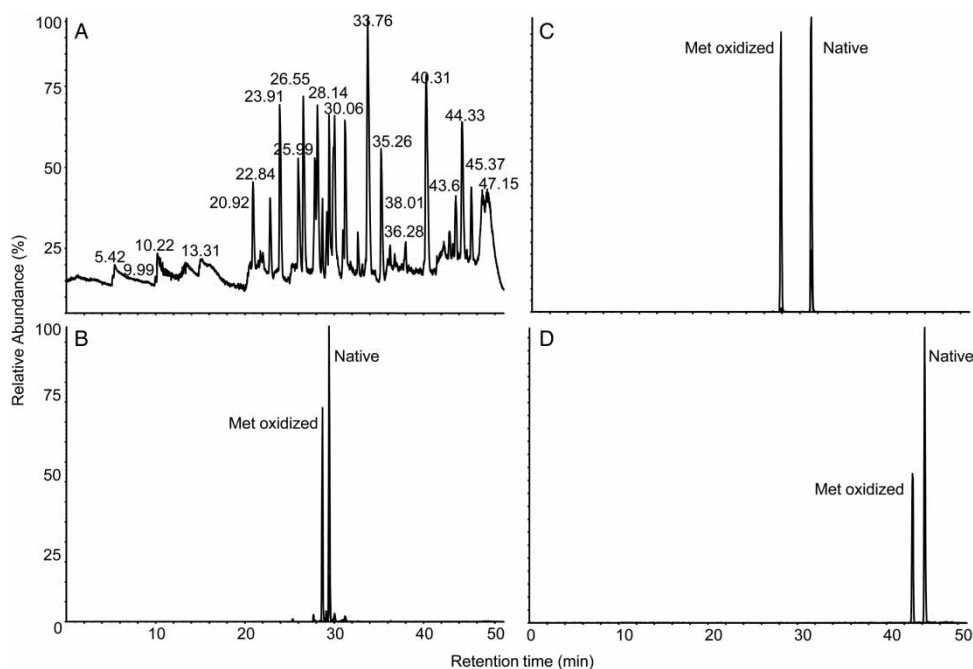 A
100
75
50
25
Relative Abundance (%)
5.42
9.99
10.22
13.31
20.92
22.84
23.91
25.99
26.55
28.14
30.06
33.76
35.26
36.28
38.01
40.31
43.6
44.33
45.37
47.15
B
100
75
50
25
0
Met oxidized
Native
10 20 30 40 50
C
Met oxidized
Native
D
Native
Met oxidized
0 10 20 30 40 50
Retention time (min)